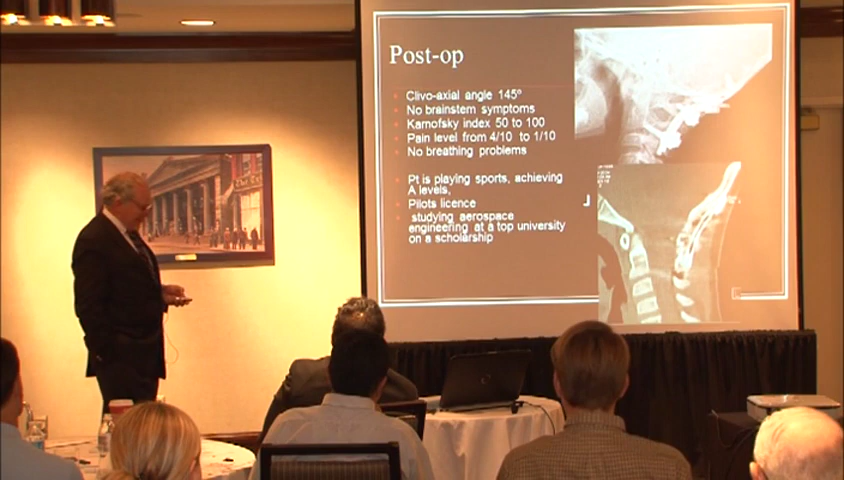 Post-op
Clivo-axial angle 145°
No brainstem symptoms
Karnofsky index 50 to 100
Pain level from 4/10 to 1/10
No breathing problems
Pt is playing sports, achieving
A levels,
Pilots licence
studying aerospace
engineering at a top university
on a scholarship